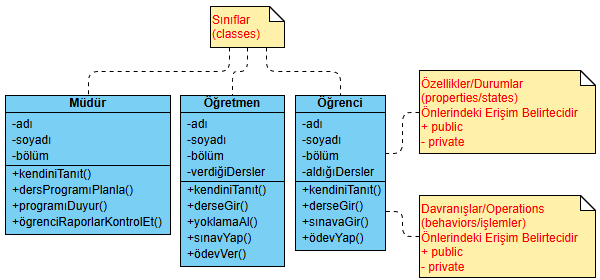 Sınıflar
(classes)
Müdür
-adı
-soyadı
-bölüm
+kendiniTanıt()
+dersProgramıPlanla()
+programıDuyur()
+ögrenciRaporlarKontrolEt()
Öğretmen
-adı
-soyadı
-bölüm
-verdiğiDersler
+kendiniTanıt()
+derseGir()
+yoklamaAl()
+sınavYap()
+ödevVer()
Öğrenci
-adı
-soyadı
-bölüm
-aldığıDersler
+kendiniTanıt()
+derseGir()
+sınavaGir()
+ödevYap()
Özellikler/Durumlar
(properties/states)
Önlerindeki Erişim Belirtecidir
+ public
- private
Davranışlar/Operations
(behaviors/işlemler)
Önlerindeki Erişim Belirtecidir
+ public
- private